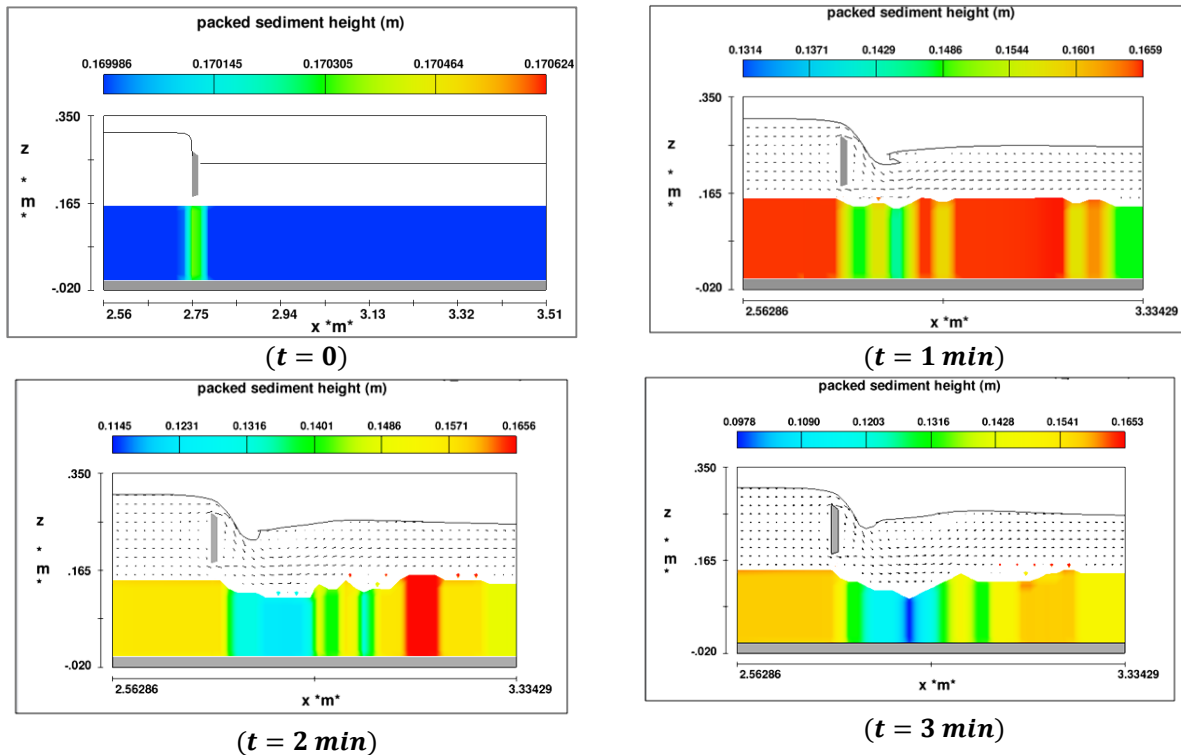 packed sediment height (m)
0.169986 0.170145 0.170305 0.170464 0.170624
.350
z
*
m
*
.165
-.020
2.56 2.75 2.94 3.13 3.32 3.51
x *m*
(t = 0)
packed sediment height (m)
0.1314 0.1371 0.1429 0.1486 0.1544 0.1601 0.1659
.350
z
*
m
*
.165
-.020
2.56286 3.33429
x *m*
(t = 1 min)
packed sediment height (m)
0.1145 0.1231 0.1316 0.1401 0.1486 0.1571 0.1656
.350
z
*
m
*
.165
-.020
2.56286 3.33429
x *m*
(t = 2 min)
packed sediment height (m)
0.0978 0.1090 0.1203 0.1316 0.1428 0.1541 0.1653
.350
z
*
m
*
.165
-.020
2.56286 3.33429
x *m*
(t = 3 min)